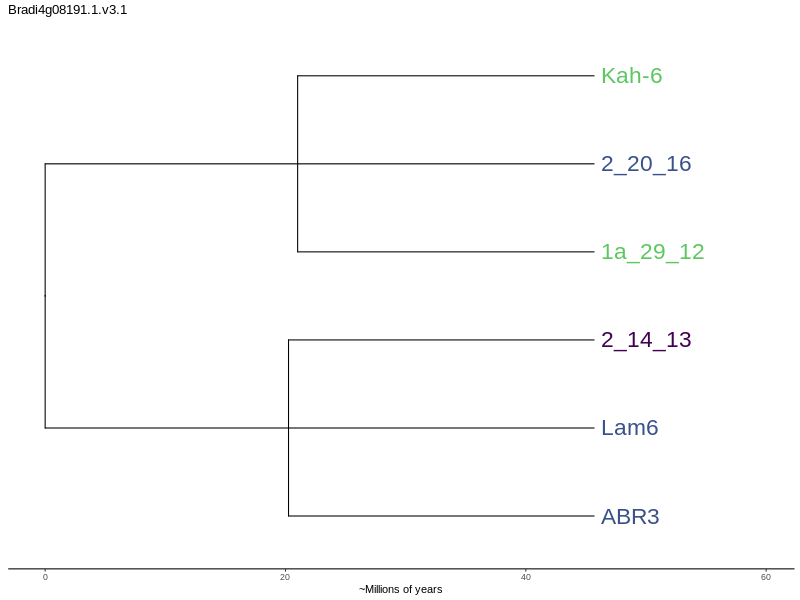 Bradi4g08191.1.v3.1
Kah-6
2_20_16
1a_29_12
2_14_13
Lam6
ABR3
0 20 40 60
~Millions of years